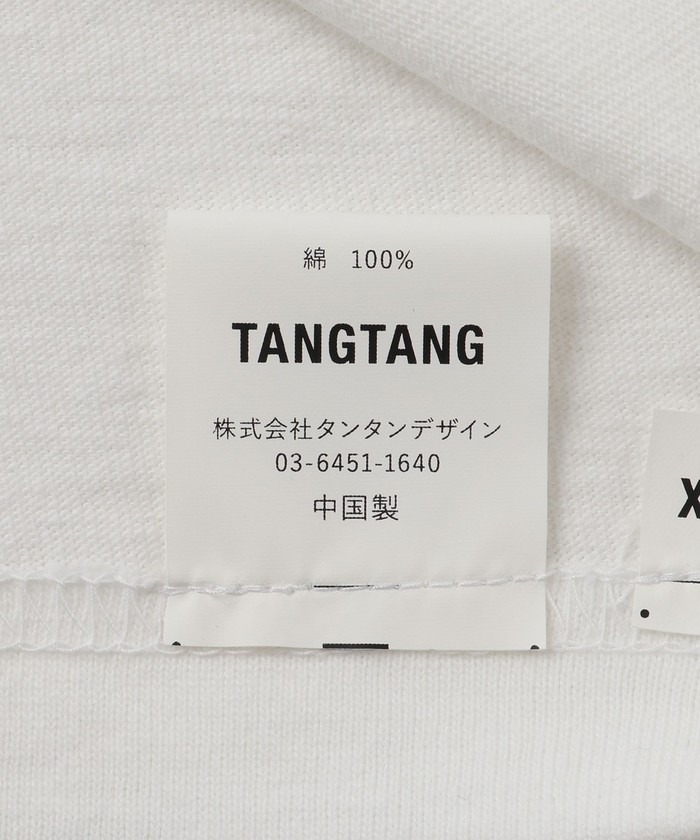 綿 100%
TANGTANG
株式会社タンタンデザイン
03-6451-1640
中国製
X